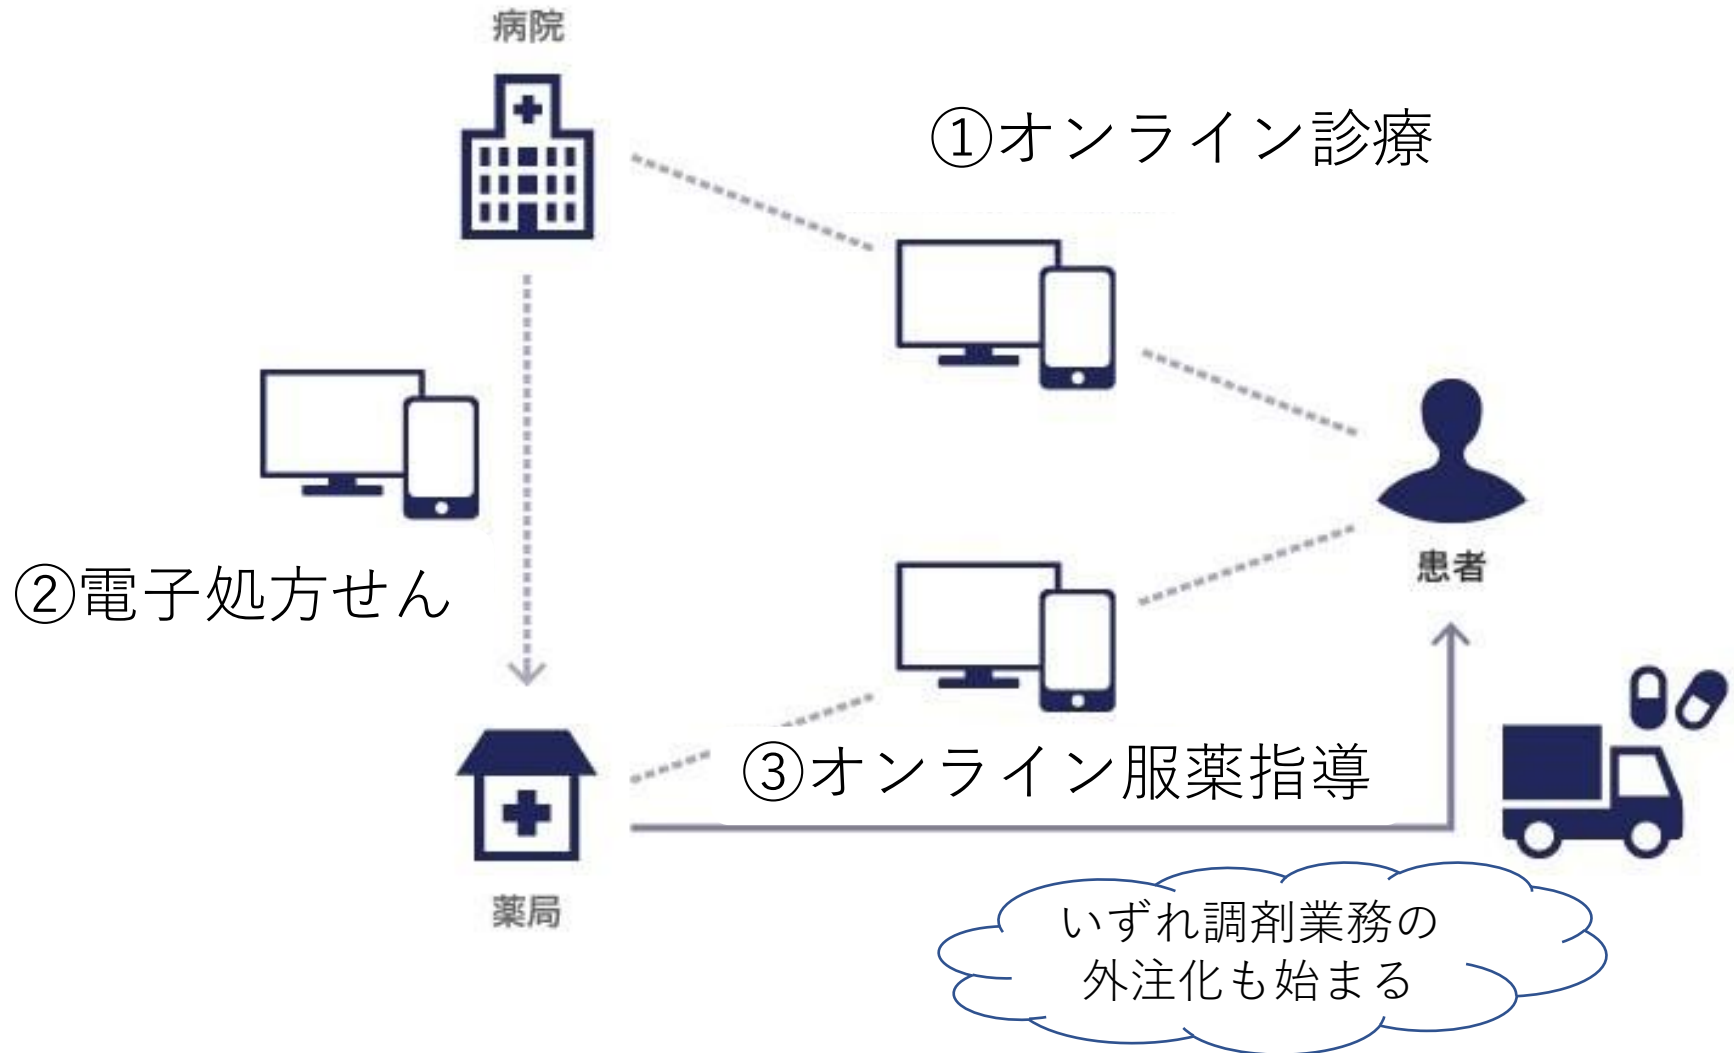 病院
①オンライン診療
患者
②電子処方せん
③オンライン服薬指導
薬局
いずれ調剤業務の
外注化も始まる